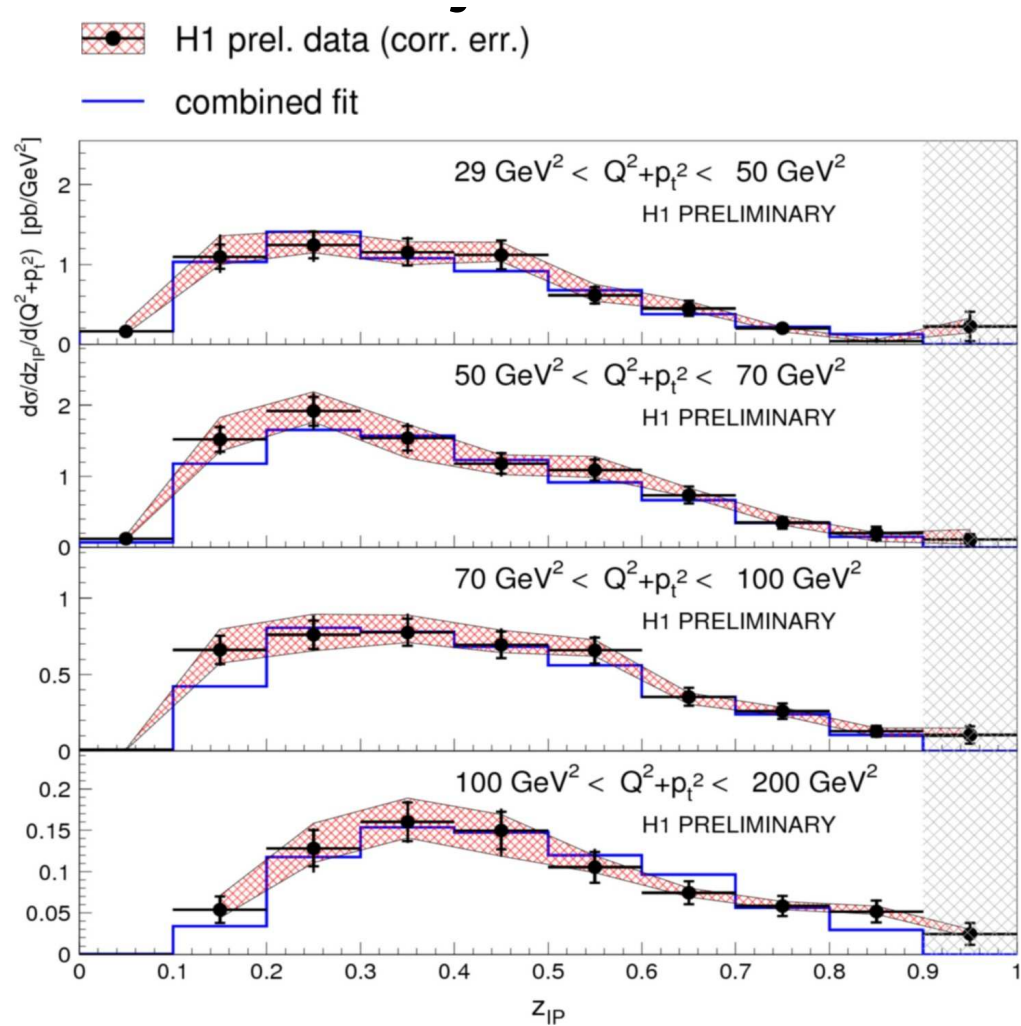 H1 prel. data (corr. err.)
combined fit
dσ/dz_IP/d(Q²+p_t²) [pb/GeV²]
29 GeV² < Q²+p_t² < 50 GeV²
H1 PRELIMINARY
2
1
0
50 GeV² < Q²+p_t² < 70 GeV²
H1 PRELIMINARY
2
1
0
70 GeV² < Q²+p_t² < 100 GeV²
H1 PRELIMINARY
1
0.5
0
100 GeV² < Q²+p_t² < 200 GeV²
H1 PRELIMINARY
0.2
0.15
0.1
0.05
0
0 0.1 0.2 0.3 0.4 0.5 0.6 0.7 0.8 0.9 1
z_IP